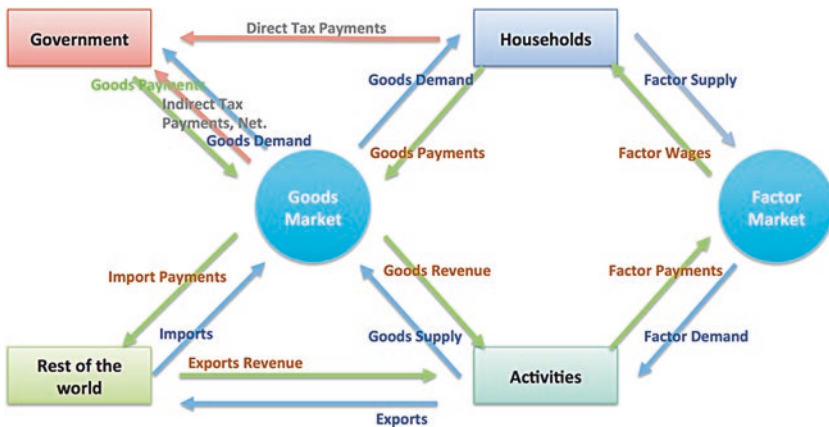 Government
Direct Tax Payments
Households
Goods Payments
Indirect Tax
Payments, Net.
Goods Demand
Goods Demand
Factor Supply
Goods Payments
Factor Wages
Goods
Market
Factor
Market
Import Payments
Goods Revenue
Factor Payments
Imports
Goods Supply
Factor Demand
Rest of the
world
Exports Revenue
Activities
Exports